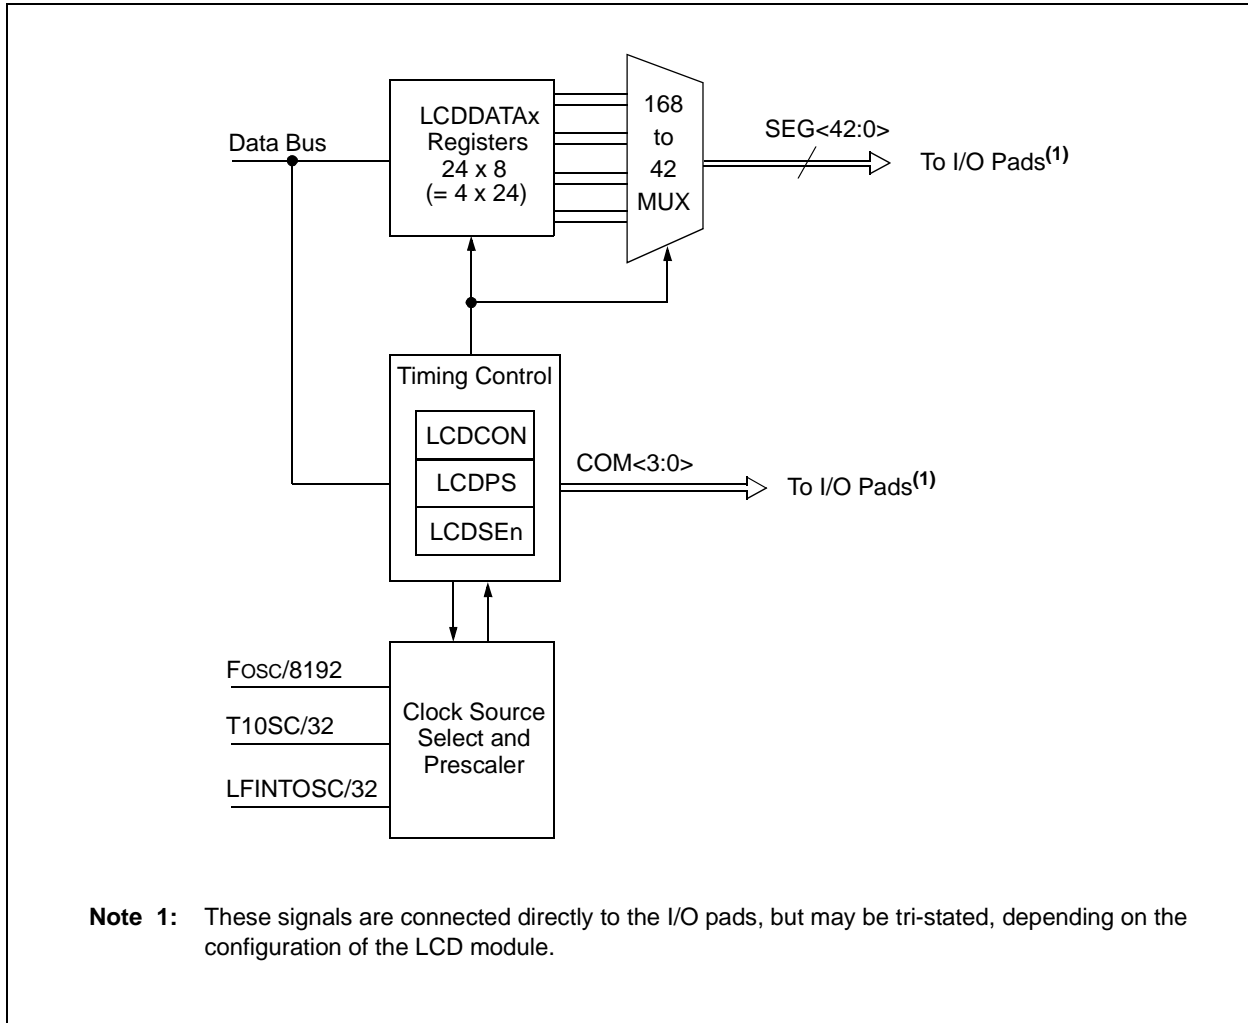 LCDDATAx
Registers
24 x 8
(= 4 x 24)
168
to
42
MUX
Data Bus
SEG<42:0>
To I/O Pads(1)
Timing Control
LCDCON
LCDPS
LCDSEn
COM<3:0>
To I/O Pads(1)
FOSC/8192
T10SC/32
LFINTOSC/32
Clock Source
Select and
Prescaler
Note 1: These signals are connected directly to the I/O pads, but may be tri-stated, depending on the
configuration of the LCD module.